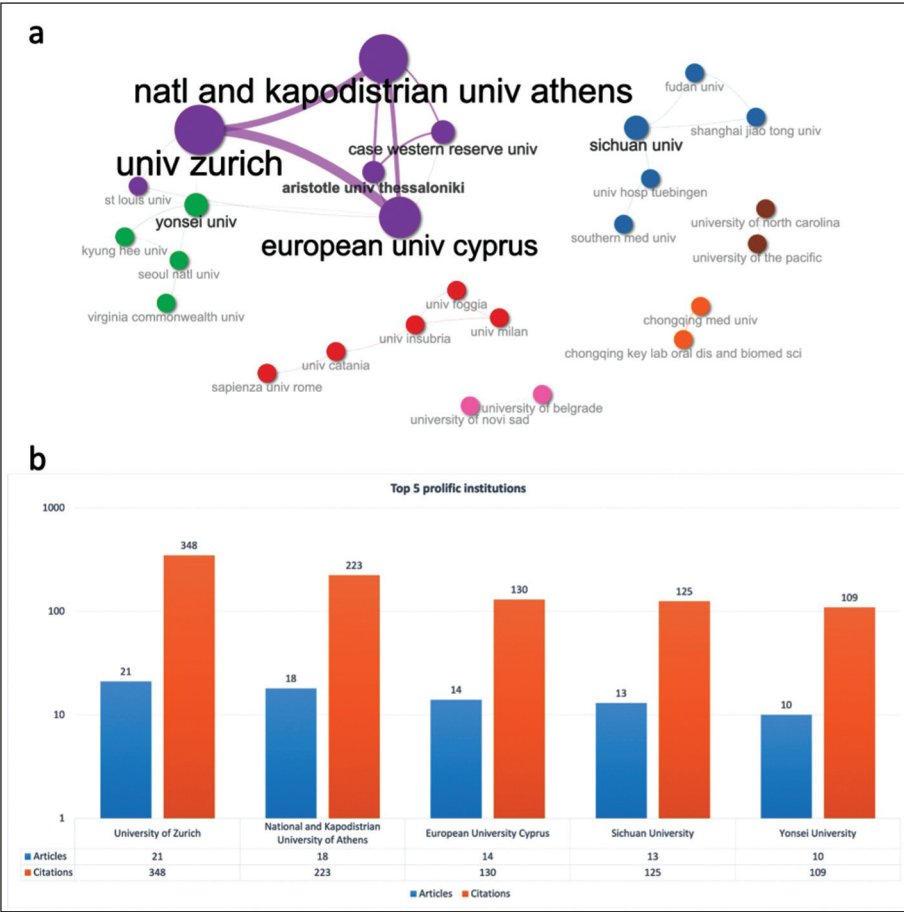 a
natl and kapodistrian univ athens
fudan univ
shanghai jiao tong univ
sichuan univ
case western reserve univ
univ zurich
aristotle univ thessaloniki
univ hosp tuebingen
st louis univ
yonsei univ
university of north carolina
southern med univ
european univ cyprus
kyung hee univ
university of the pacific
seoul natl univ
univ foggia
virginia commonwealth univ
chongqing med univ
univ insubria
univ milan
chongqing key lab oral dis and biomed sci
univ catania
sapienza univ rome
university of belgrade
university of novi sad
b
Top 5 prolific institutions
1000
100
10
1
348
223
130
125
109
21
18
14
13
10
University of Zurich
National and Kapodistrian
University of Athens
European University Cyprus
Sichuan University
Yonsei University
Articles 21 18 14 13 10
Citations 348 223 130 125 109
Articles Citations